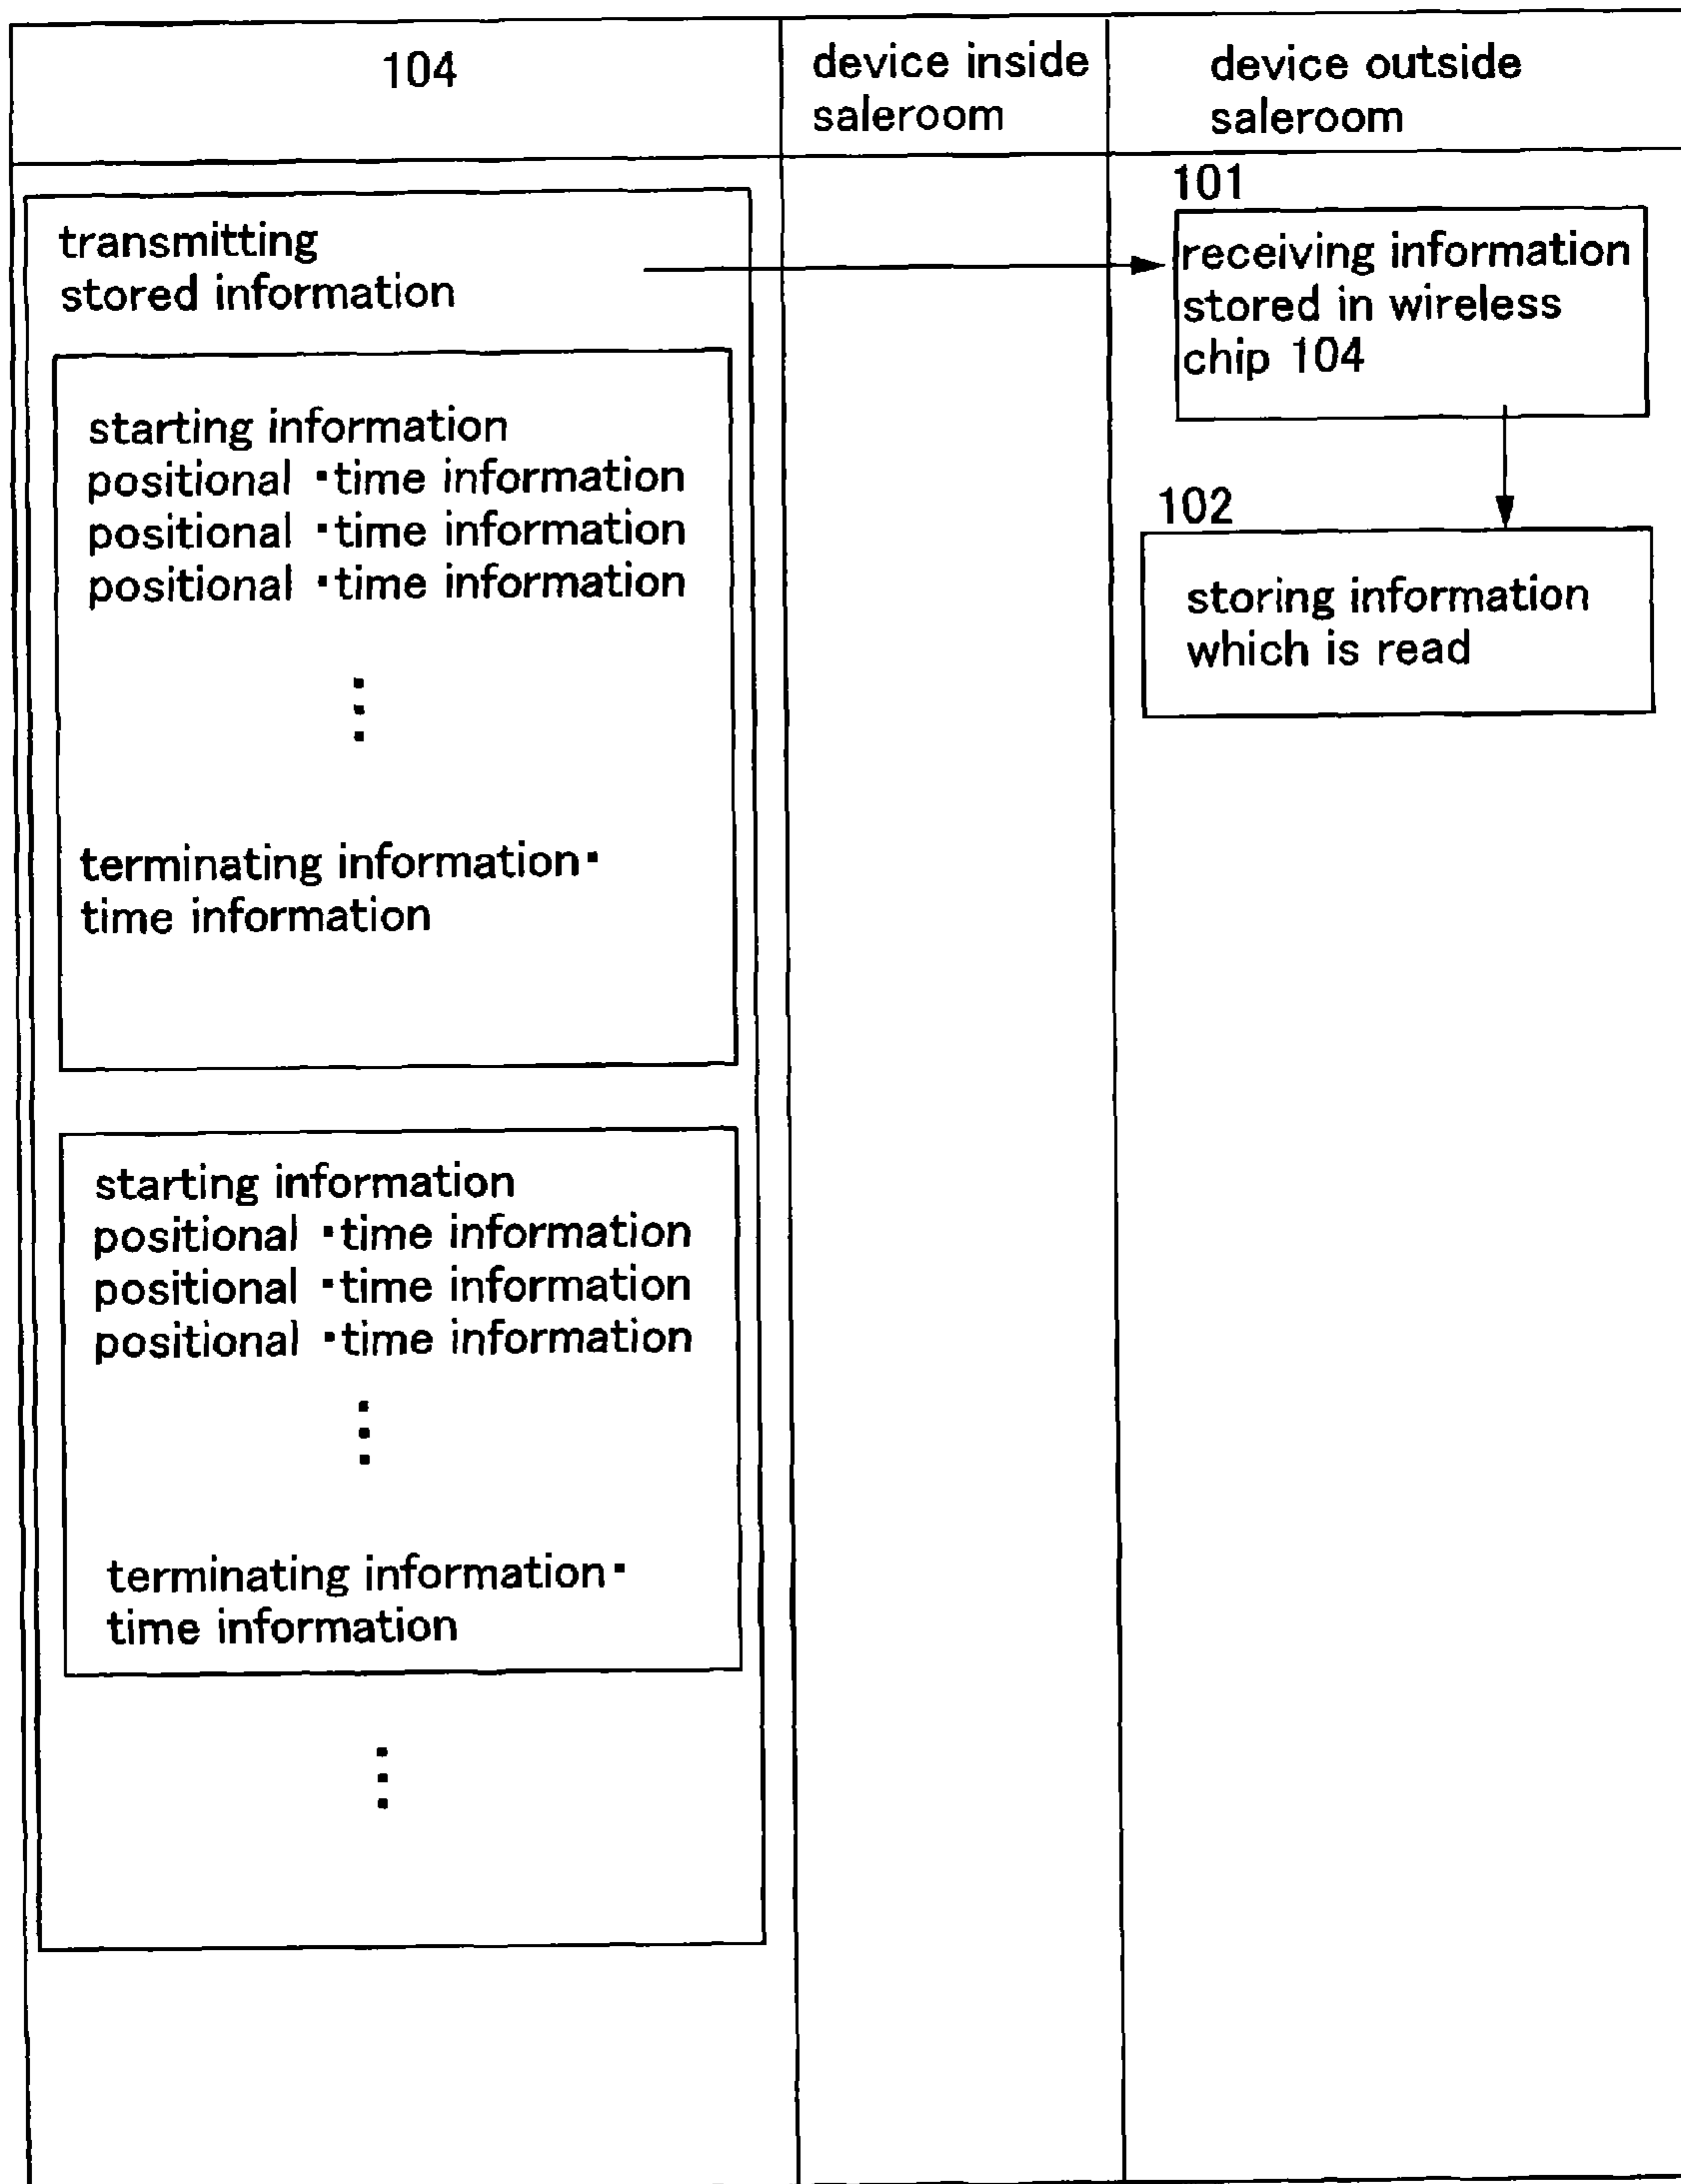 104
device inside
saleroom
device outside
saleroom
transmitting
stored information
starting information
positional ▪time information
positional ▪time information
positional ▪time information
⋮
terminating information▪
time information
starting information
positional ▪time information
positional ▪time information
positional ▪time information
⋮
terminating information▪
time information
⋮
101
receiving information
stored in wireless
chip 104
102
storing information
which is read